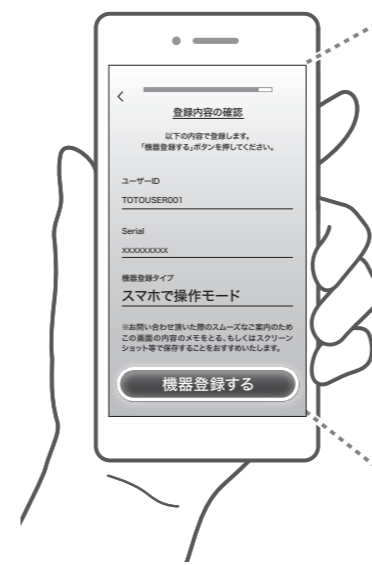 登録内容の確認
以下の内容で登録します。
「機器登録する」ボタンを押してください。
ユーザーID
TOTOUSER001
Serial
xxxxxxxxx
機器登録タイプ
スマホで操作モード
※お問い合わせ頂いた際のスムーズなご案内のため
この画面の内容のメモをとる、もしくはスクリーン
ショット等で保存することをおすすめいたします。
機器登録する